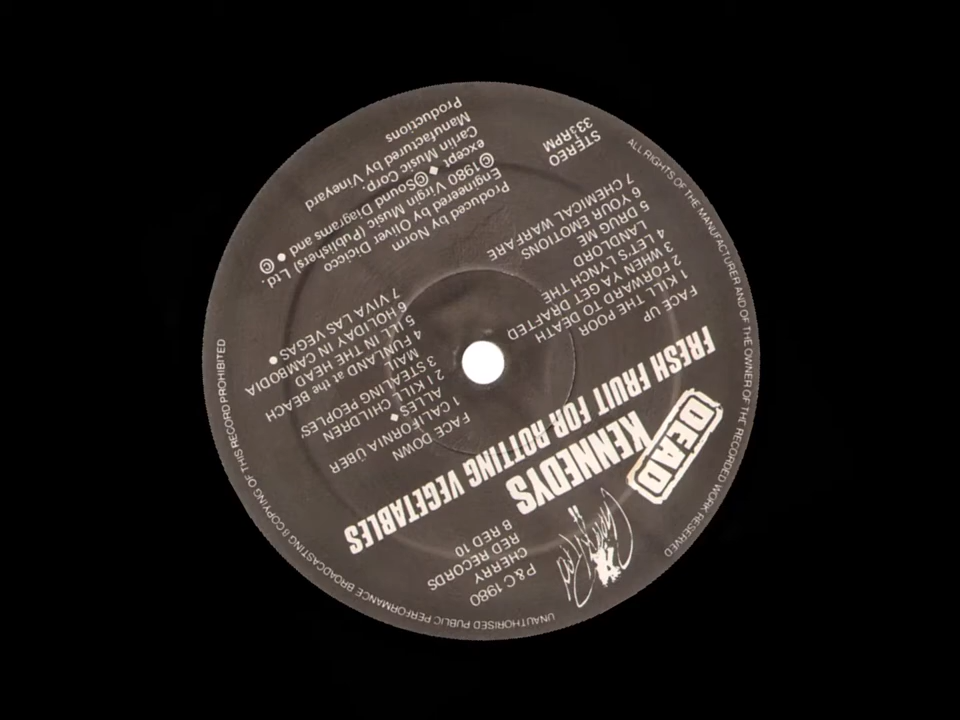 DEAD
KENNEDYS
FRESH FRUIT FOR ROTTING VEGETABLES
P&C 1980
CHERRY
RED RECORDS
B RED 10
FACE UP
1 KILL THE POOR
2 FORWARD TO DEATH
3 WHEN YA GET DRAFTED
4 LET'S LYNCH THE
LANDLORD
5 DRUG ME
6 YOUR EMOTIONS
7 CHEMICAL WARFARE
FACE DOWN
1 CALIFORNIA ÜBER
ALLES ◆
2 I KILL CHILDREN
3 STEALING PEOPLES'
MAIL
4 FUNLAND at the BEACH
5 ILL IN THE HEAD
6 HOLIDAY IN CAMBODIA
7 VIVA LAS VEGAS ●
STEREO
33⅓RPM
Produced by Norm
Engineered by Oliver Dicicco
©1980 Virgin Music (Publishers) Ltd.
except ◆ ©Sound Diagrams and ● ©
Carlin Music Corp.
Manufactured by Vineyard
Productions
ALL RIGHTS OF THE MANUFACTURER AND OF THE OWNER OF THE RECORDED WORK RESERVED
UNAUTHORISED PUBLIC PERFORMANCE BROADCASTING & COPYING OF THIS RECORD PROHIBITED